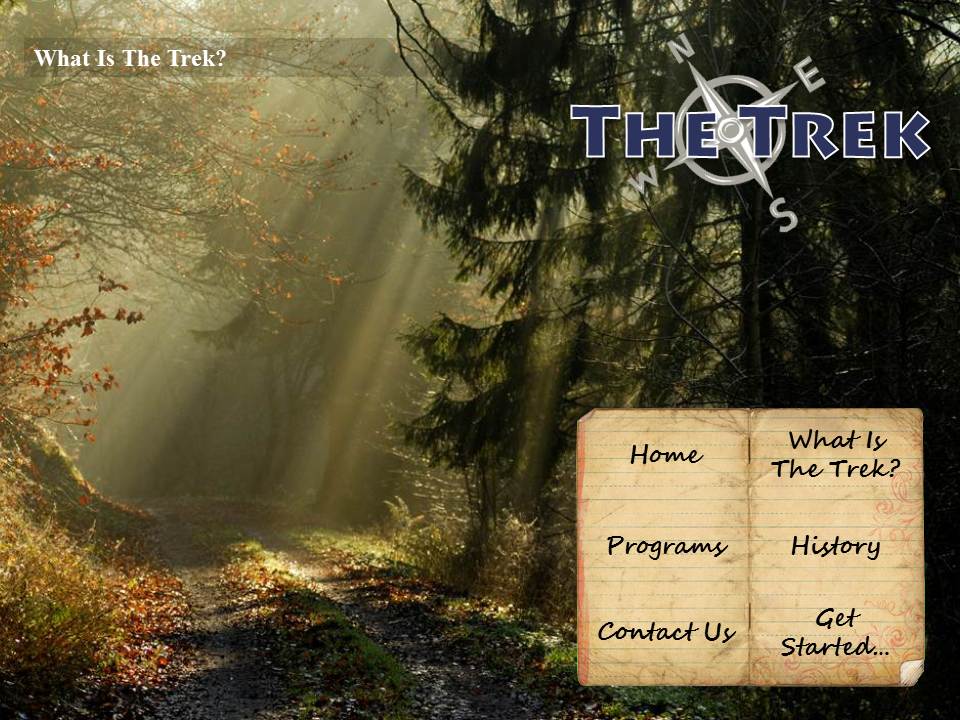 What Is The Trek?
N
E
THE TREK
W
S
Home
What Is
The Trek?
Programs
History
Contact Us
Get
Started...